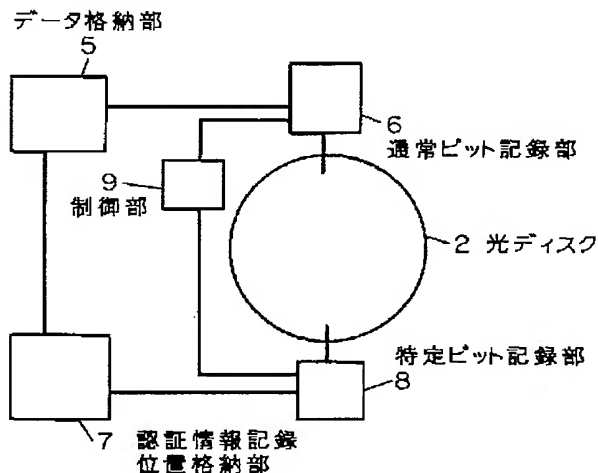 データ格納部
5
6
通常ピット記録部
9
制御部
2 光ディスク
特定ピット記録部
8
7 認証情報記録
位置格納部